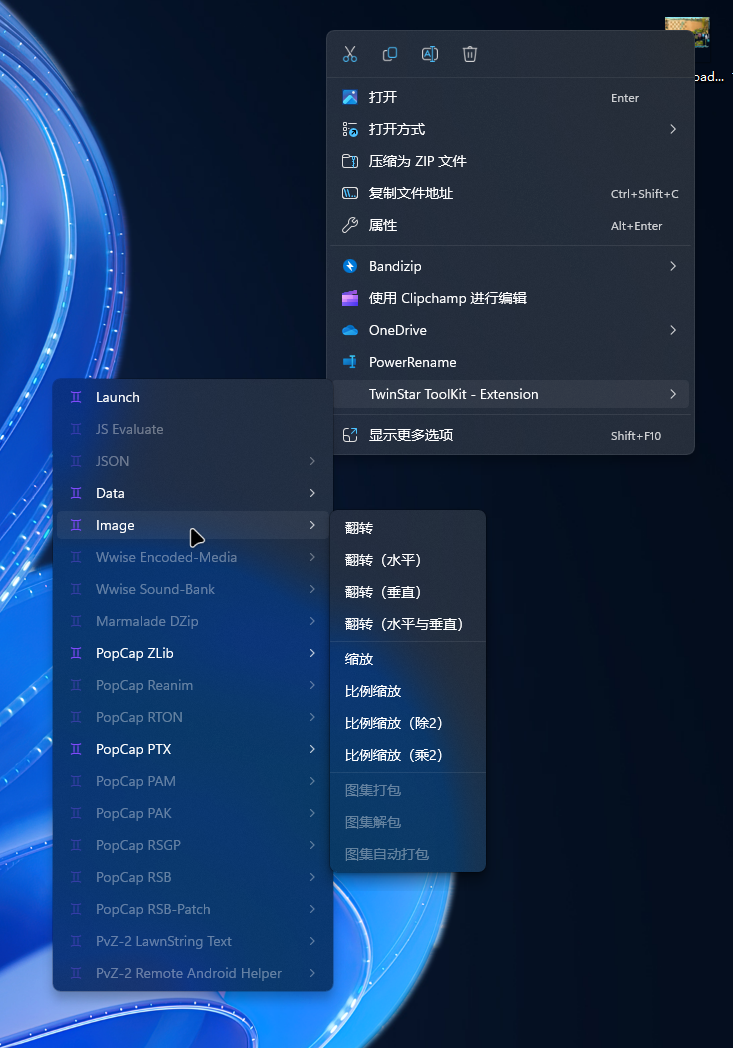 oad...
打开 Enter
打开方式
压缩为 ZIP 文件
复制文件地址 Ctrl+Shift+C
属性 Alt+Enter
Bandizip
使用 Clipchamp 进行编辑
OneDrive
PowerRename
TwinStar ToolKit - Extension
显示更多选项 Shift+F10
Launch
JS Evaluate
JSON
Data
Image
Wwise Encoded-Media
Wwise Sound-Bank
Marmalade DZip
PopCap ZLib
PopCap Reanim
PopCap RTON
PopCap PTX
PopCap PAM
PopCap PAK
PopCap RSGP
PopCap RSB
PopCap RSB-Patch
PvZ-2 LawnString Text
PvZ-2 Remote Android Helper
翻转
翻转（水平）
翻转（垂直）
翻转（水平与垂直）
缩放
比例缩放
比例缩放（除2）
比例缩放（乘2）
图集打包
图集解包
图集自动打包